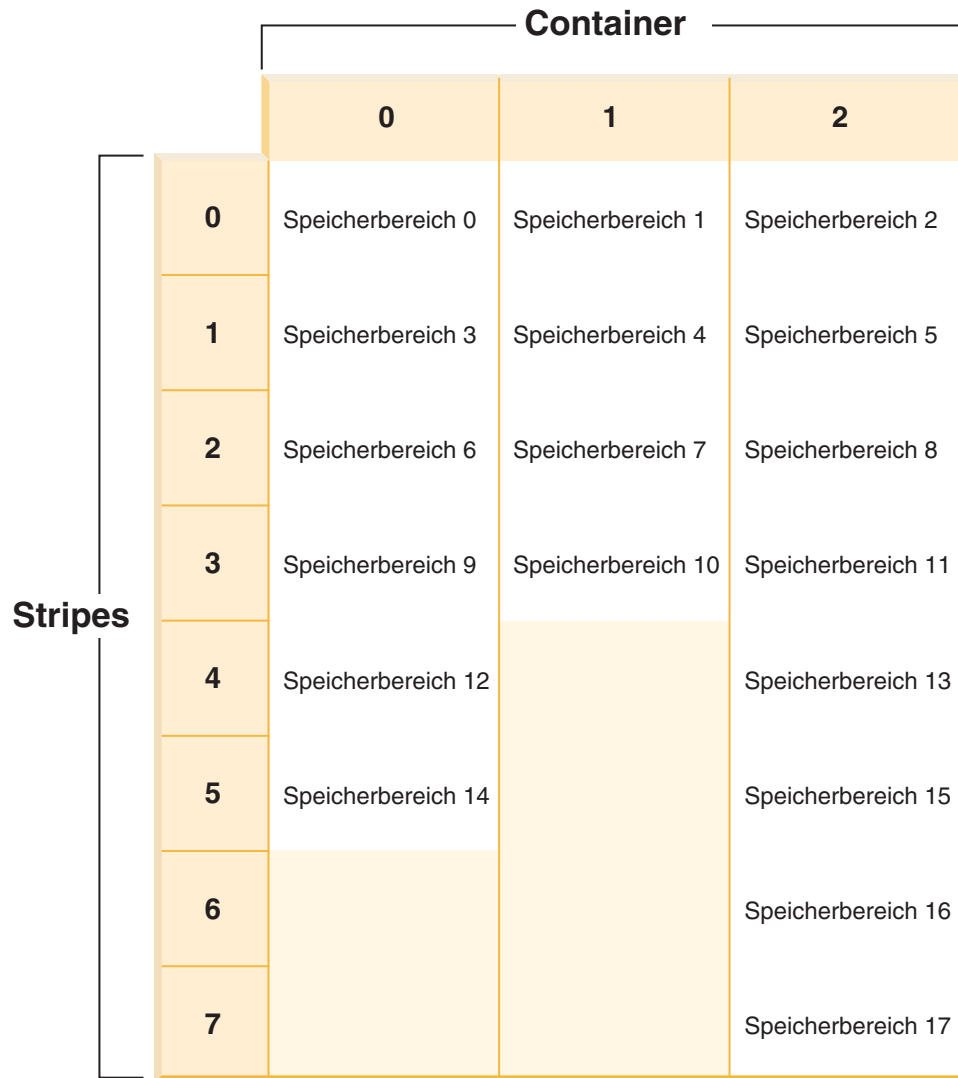 Container
0 1 2
0 Speicherbereich 0 Speicherbereich 1 Speicherbereich 2
1 Speicherbereich 3 Speicherbereich 4 Speicherbereich 5
2 Speicherbereich 6 Speicherbereich 7 Speicherbereich 8
3 Speicherbereich 9 Speicherbereich 10 Speicherbereich 11
Stripes
4 Speicherbereich 12 Speicherbereich 13
5 Speicherbereich 14 Speicherbereich 15
6 Speicherbereich 16
7 Speicherbereich 17